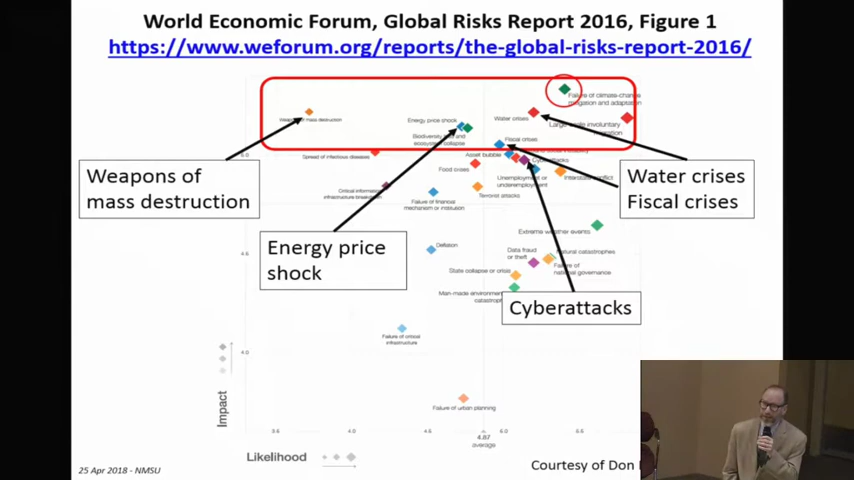 World Economic Forum, Global Risks Report 2016, Figure 1
https://www.weforum.org/reports/the-global-risks-report-2016/
Failure of climate-change
mitigation and adaptation
Weapons of mass destruction
Energy price shock
Water crises
Large-scale involuntary
migration
Biodiversity loss and
ecosystem collapse
Fiscal crises
5.0
Spread of infectious diseases
Asset bubble
Cyberattacks
Food crises
Unemployment or
underemployment
Interstate conflict
Weapons of
mass destruction
Water crises
Fiscal crises
Critical information
infrastructure breakdown
Failure of financial
mechanism or institution
Terrorist attacks
Extreme weather events
Energy price
shock
Deflation
4.6
Data fraud
or theft
Natural catastrophes
State collapse or crisis
Failure of
national governance
Man-made environmental
catastrophes
Cyberattacks
Failure of critical
infrastructure
4.0
Impact
Failure of urban planning
4.0
4.87
average
Likelihood
25 Apr 2018 - NMSU
Courtesy of Don